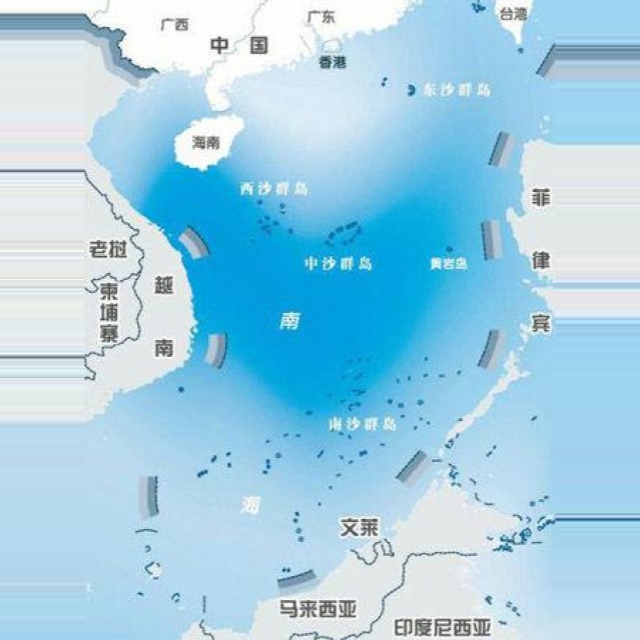 台湾
广西
广东
中国
香港
东沙群岛
海南
西沙群岛
菲律宾
老挝
越南
中沙群岛
黄岩岛
柬埔寨
南海
南沙群岛
文莱
马来西亚
印度尼西亚